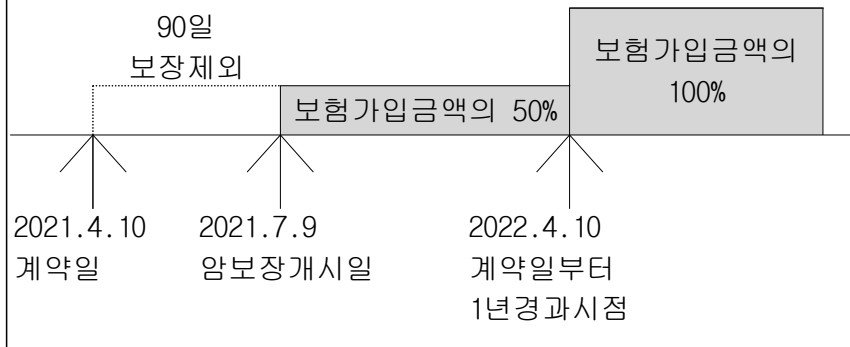 90일
보장제외
보험가입금액의 50%
보험가입금액의
100%
2021.4.10
계약일
2021.7.9
암보장개시일
2022.4.10
계약일부터
1년경과시점